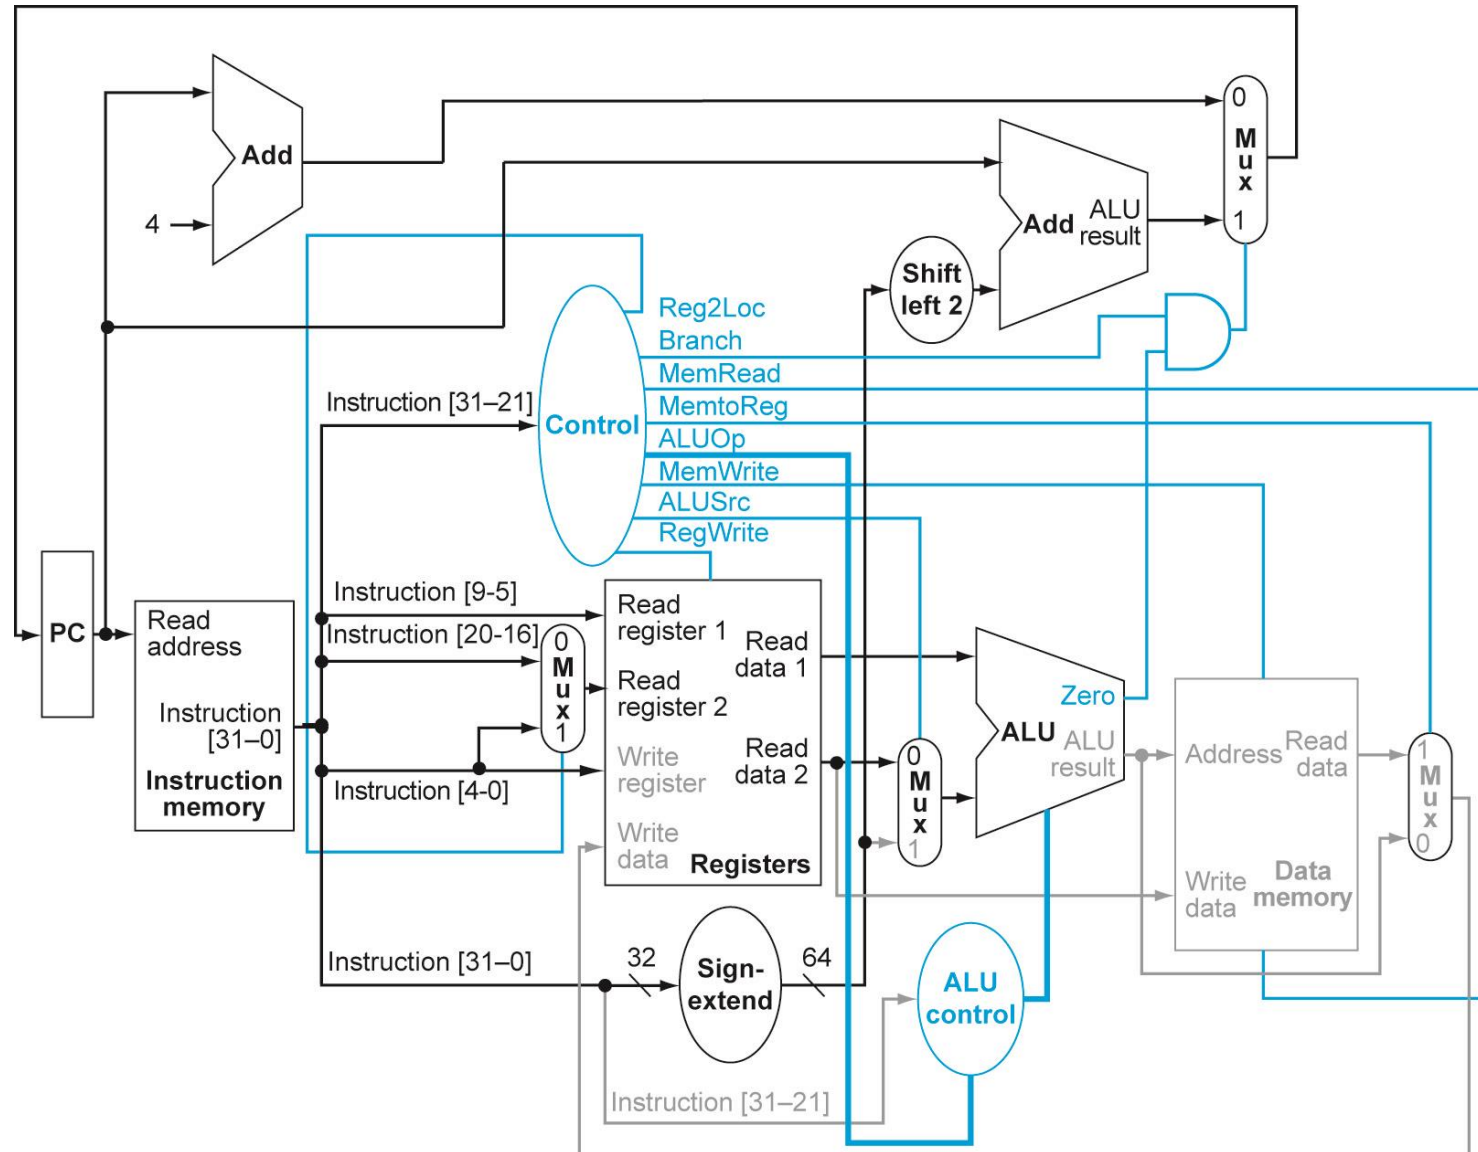 0
Mux
1
Add
4
Add
ALU
result
Shift
left 2
Reg2Loc
Branch
MemRead
MemtoReg
ALUOp
MemWrite
ALUSrc
RegWrite
Control
Instruction [31–21]
PC
Read
address
Instruction
[31–0]
Instruction
memory
Instruction [9-5]
Instruction [20-16]
Instruction [4-0]
0
Mux
1
Read
register 1
Read
register 2
Write
register
Write
data
Read
data 1
Read
data 2
Registers
0
Mux
1
Zero
ALU
ALU
result
Address
Read
data
Write
data
Data
memory
1
Mux
0
Instruction [31–0]
32
Sign-
extend
64
ALU
control
Instruction [31–21]